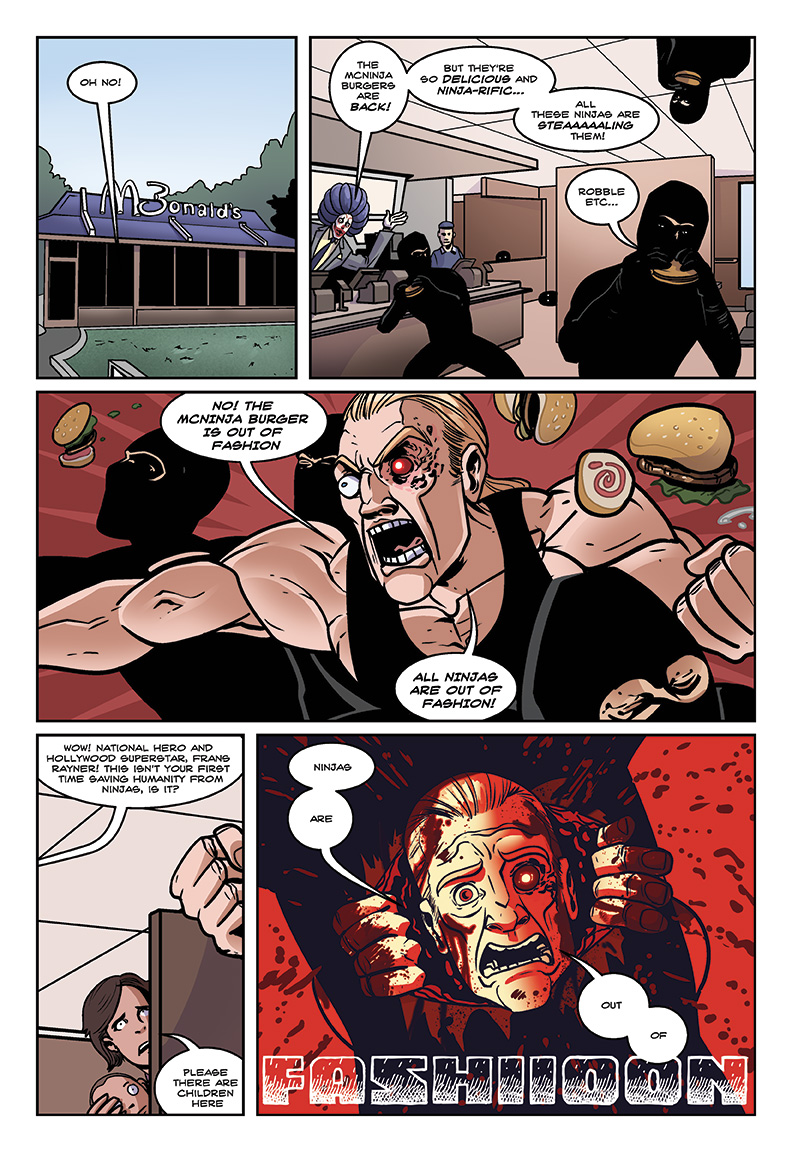 OH NO!
McBonald's
THE
MCNINJA
BURGERS
ARE
BACK!
BUT THEY'RE
SO DELICIOUS AND
NINJA-RIFIC...
ALL
THESE NINJAS ARE
STEAAAAALING
THEM!
ROBBLE
ETC...
NO! THE
MCNINJA BURGER
IS OUT OF
FASHION
ALL NINJAS
ARE OUT OF
FASHION!
WOW! NATIONAL HERO AND
HOLLYWOOD SUPERSTAR, FRANS
RAYNER! THIS ISN'T YOUR FIRST
TIME SAVING HUMANITY FROM
NINJAS, IS IT?
PLEASE
THERE ARE
CHILDREN
HERE
NINJAS
ARE
OUT
OF
FASHIIOON